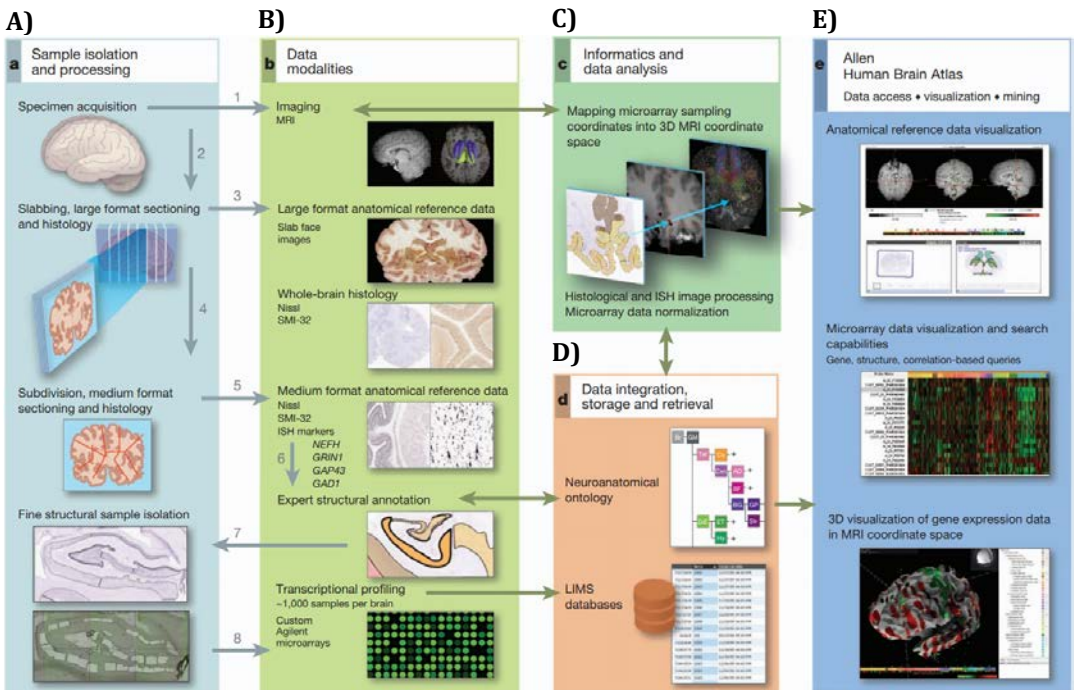 A)
a
Sample isolation
and processing
Specimen acquisition
1
2
Slabbing, large format sectioning
and histology
3
4
Subdivision, medium format
sectioning and histology
5
Fine structural sample isolation
7
8
B)
b
Data
modalities
Imaging
MRI
Large format anatomical reference data
Slab face
images
Whole-brain histology
Nissl
SMI-32
Medium format anatomical reference data
Nissl
SMI-32
ISH markers
NEFH
GRIN1
GAP43
GAD1
6
Expert structural annotation
Transcriptional profiling
~1,000 samples per brain
Custom
Agilent
microarrays
C)
c
Informatics and
data analysis
Mapping microarray sampling
coordinates into 3D MRI coordinate
space
Histological and ISH image processing
Microarray data normalization
D)
d
Data integration,
storage and retrieval
Neuroanatomical
ontology
LIMS
databases
E)
e
Allen
Human Brain Atlas
Data access ♦ visualization ♦ mining
Anatomical reference data visualization
Microarray data visualization and search
capabilities
Gene, structure, correlation-based queries
3D visualization of gene expression data
in MRI coordinate space